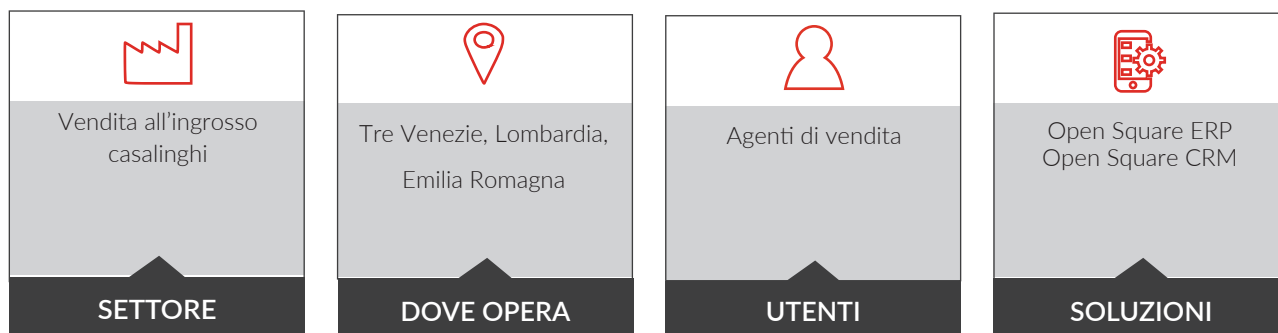 Vendita all’ingrosso
casalinghi
SETTORE
Tre Venezie, Lombardia,
Emilia Romagna
DOVE OPERA
Agenti di vendita
UTENTI
Open Square ERP
Open Square CRM
SOLUZIONI